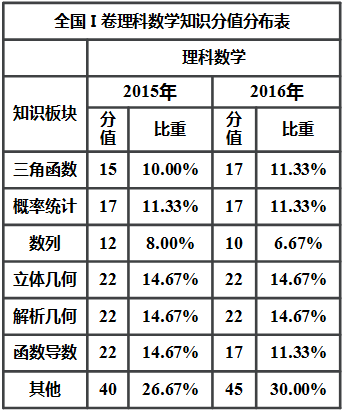 全国Ⅰ卷理科数学知识分值分布表
知识板块 理科数学
2015年 2016年
分值 比重 分值 比重
三角函数 15 10.00% 17 11.33%
概率统计 17 11.33% 17 11.33%
数列 12 8.00% 10 6.67%
立体几何 22 14.67% 22 14.67%
解析几何 22 14.67% 22 14.67%
函数导数 22 14.67% 17 11.33%
其他 40 26.67% 45 30.00%